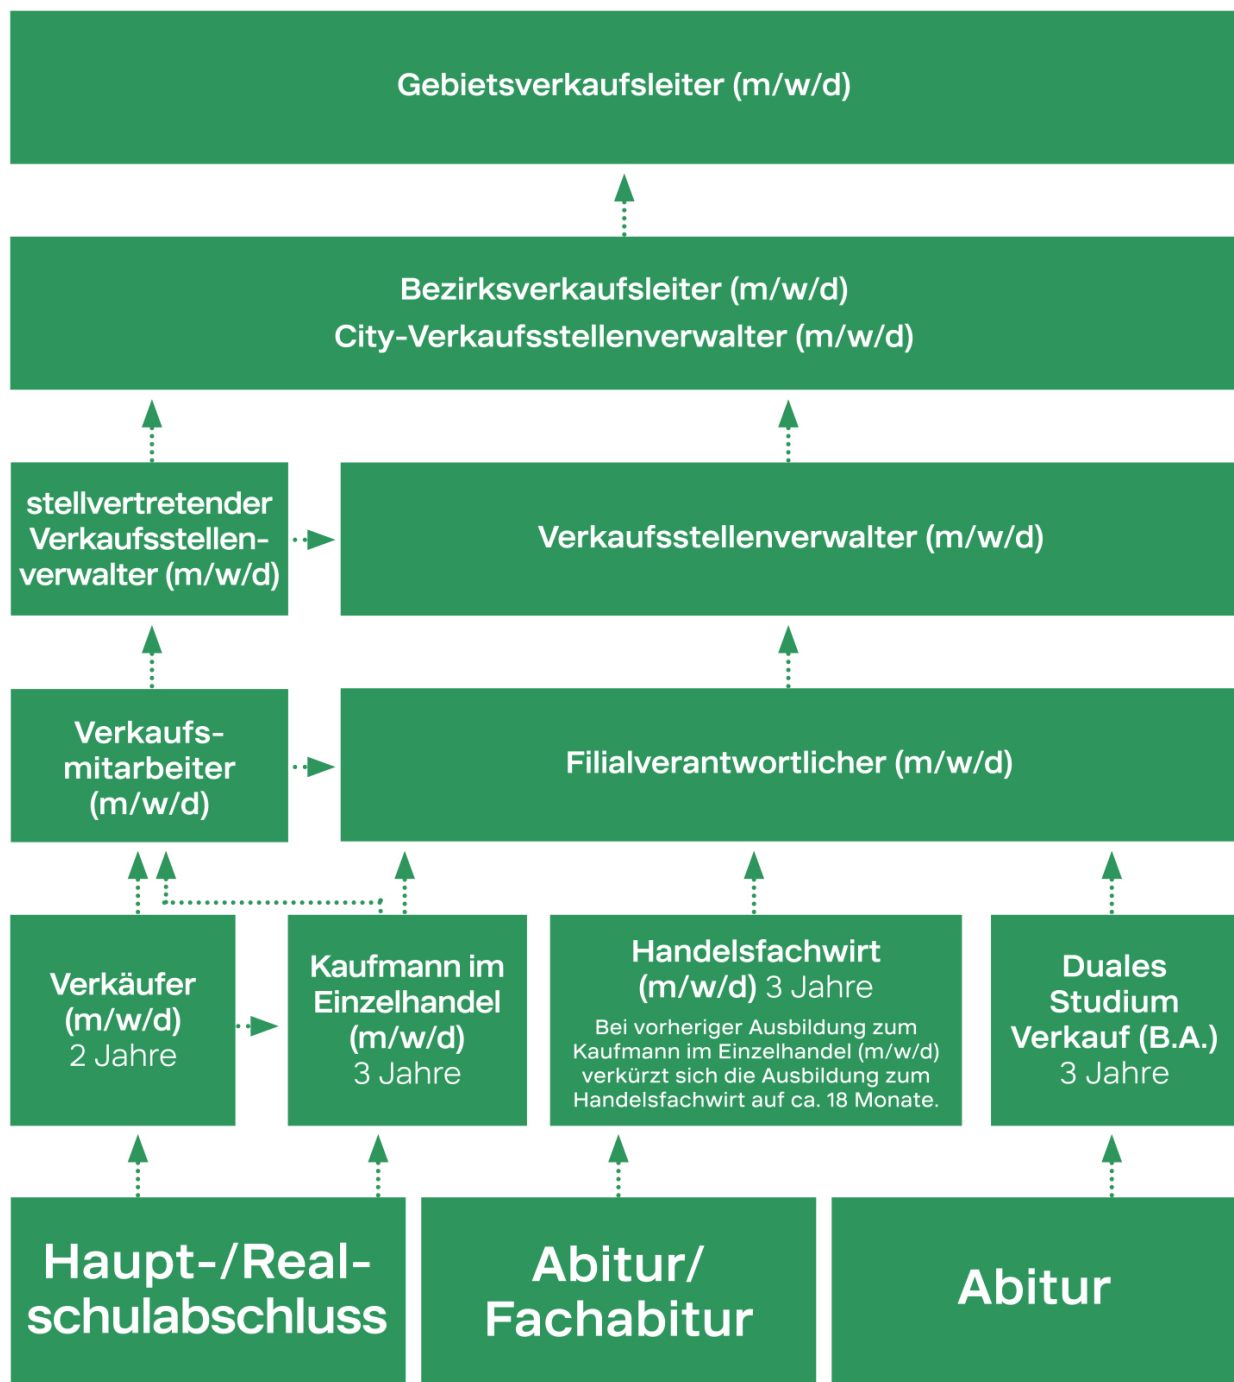 Gebietsverkaufsleiter (m/w/d)
Bezirksverkaufsleiter (m/w/d)
City-Verkaufsstellenverwalter (m/w/d)
stellvertretender
Verkaufsstellen-
verwalter (m/w/d)
Verkaufsstellenverwalter (m/w/d)
Verkaufs-
mitarbeiter
(m/w/d)
Filialverantwortlicher (m/w/d)
Verkäufer
(m/w/d)
2 Jahre
Kaufmann im
Einzelhandel
(m/w/d)
3 Jahre
Handelsfachwirt
(m/w/d) 3 Jahre
Bei vorheriger Ausbildung zum
Kaufmann im Einzelhandel (m/w/d)
verkürzt sich die Ausbildung zum
Handelsfachwirt auf ca. 18 Monate.
Duales
Studium
Verkauf (B.A.)
3 Jahre
Haupt-/Real-
schulabschluss
Abitur/
Fachabitur
Abitur